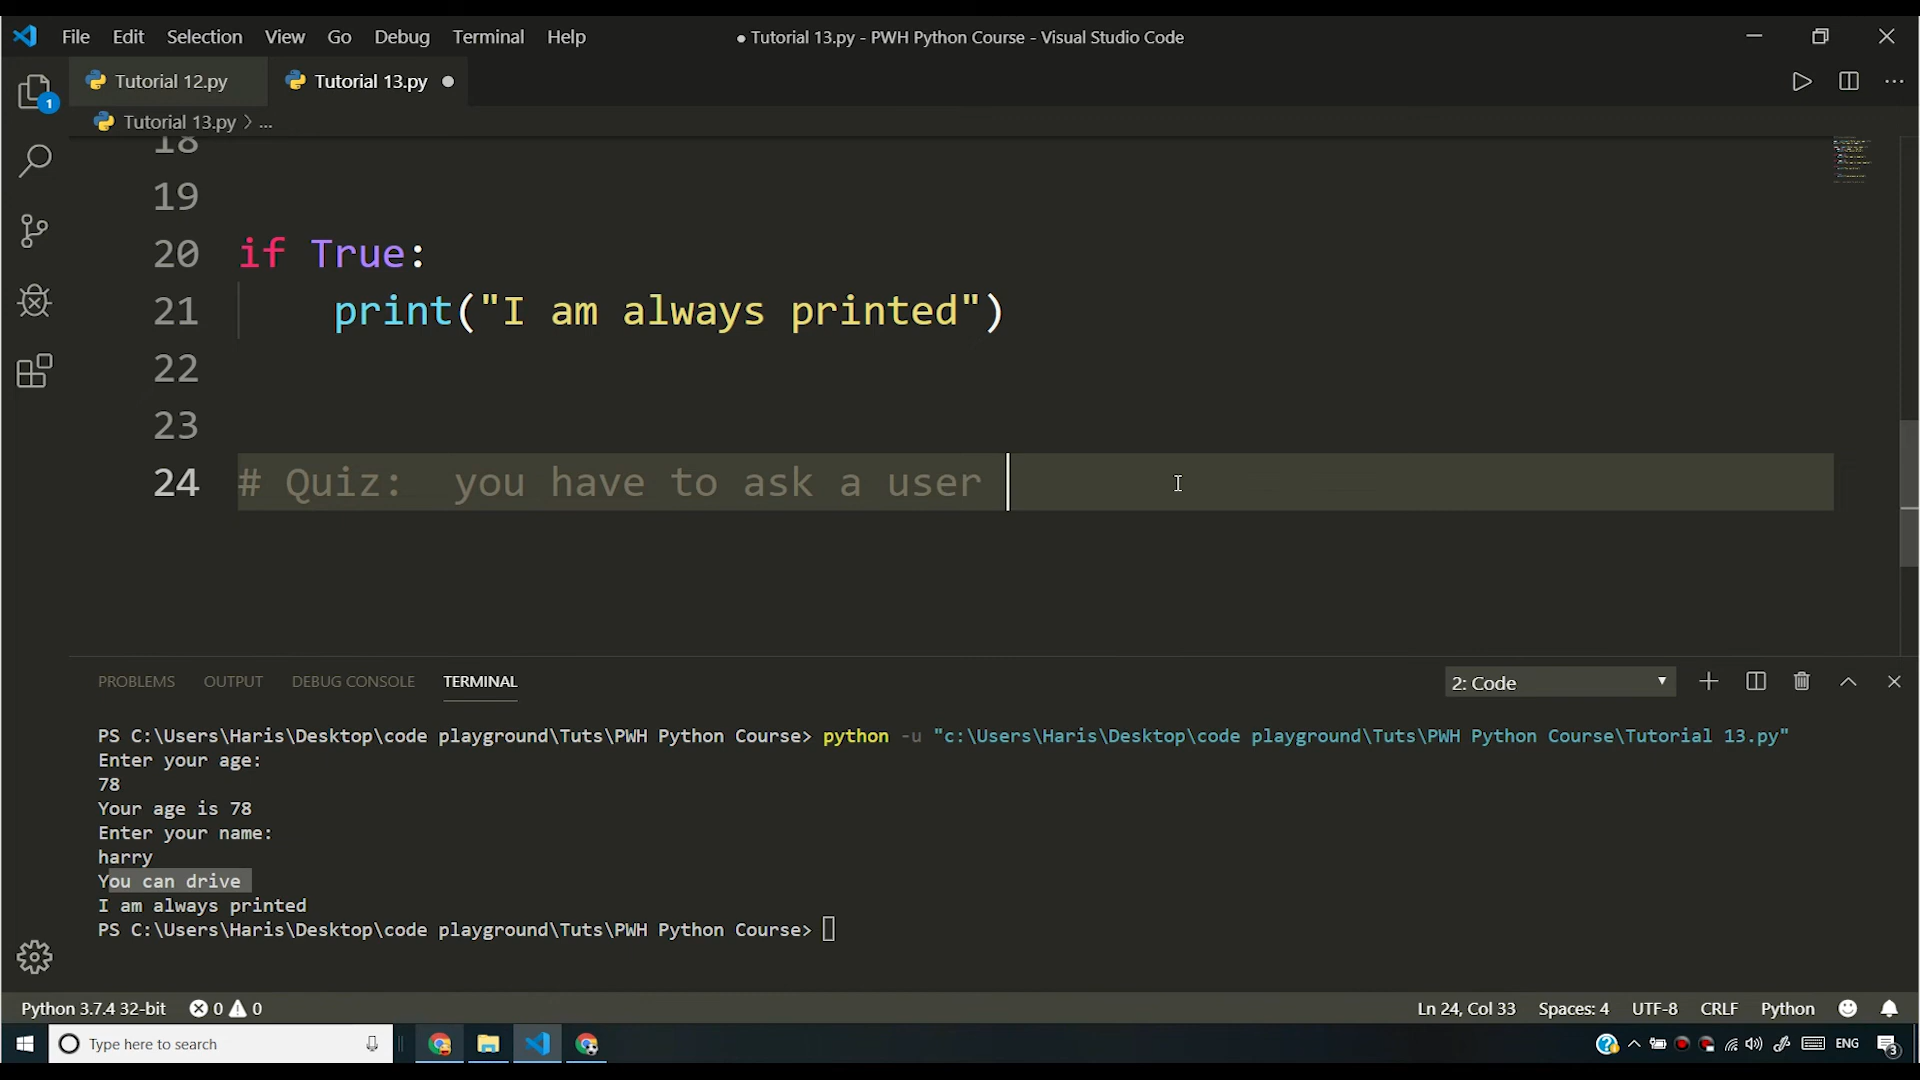 File Edit Selection View Go Debug Terminal Help
● Tutorial 13.py - PWH Python Course - Visual Studio Code
Tutorial 12.py
Tutorial 13.py
Tutorial 13.py > ...
1
18
19
20 if True:
21 print("I am always printed")
22
23
24 # Quiz:  you have to ask a user
PROBLEMS OUTPUT DEBUG CONSOLE TERMINAL
2: Code
PS C:\Users\Haris\Desktop\code playground\Tuts\PWH Python Course> python -u "c:\Users\Haris\Desktop\code playground\Tuts\PWH Python Course\Tutorial 13.py"
Enter your age:
78
Your age is 78
Enter your name:
harry
You can drive
I am always printed
PS C:\Users\Haris\Desktop\code playground\Tuts\PWH Python Course>
Python 3.7.4 32-bit 0 0 Ln 24, Col 33 Spaces: 4 UTF-8 CRLF Python
Type here to search
ENG
3